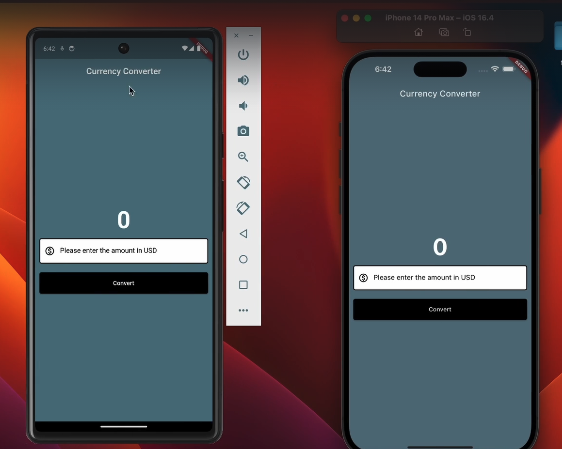 iPhone 14 Pro Max – iOS 16.4
6:42
Currency Converter
0
Please enter the amount in USD
Convert
6:42
DEBUG
Currency Converter
0
Please enter the amount in USD
Convert